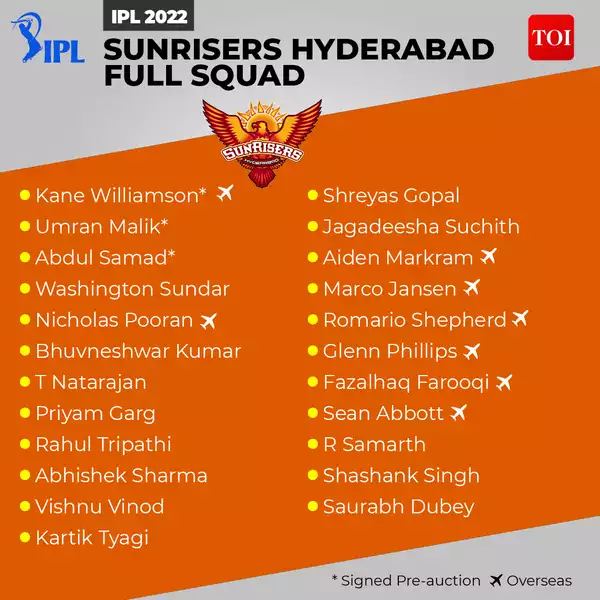 IPL 2022
IPL
SUNRISERS HYDERABAD
FULL SQUAD
TOI
SUNRISERS
HYDERABAD
Kane Williamson*
Umran Malik*
Abdul Samad*
Washington Sundar
Nicholas Pooran
Bhuvneshwar Kumar
T Natarajan
Priyam Garg
Rahul Tripathi
Abhishek Sharma
Vishnu Vinod
Kartik Tyagi
Shreyas Gopal
Jagadeesha Suchith
Aiden Markram
Marco Jansen
Romario Shepherd
Glenn Phillips
Fazalhaq Farooqi
Sean Abbott
R Samarth
Shashank Singh
Saurabh Dubey
* Signed Pre-auction Overseas